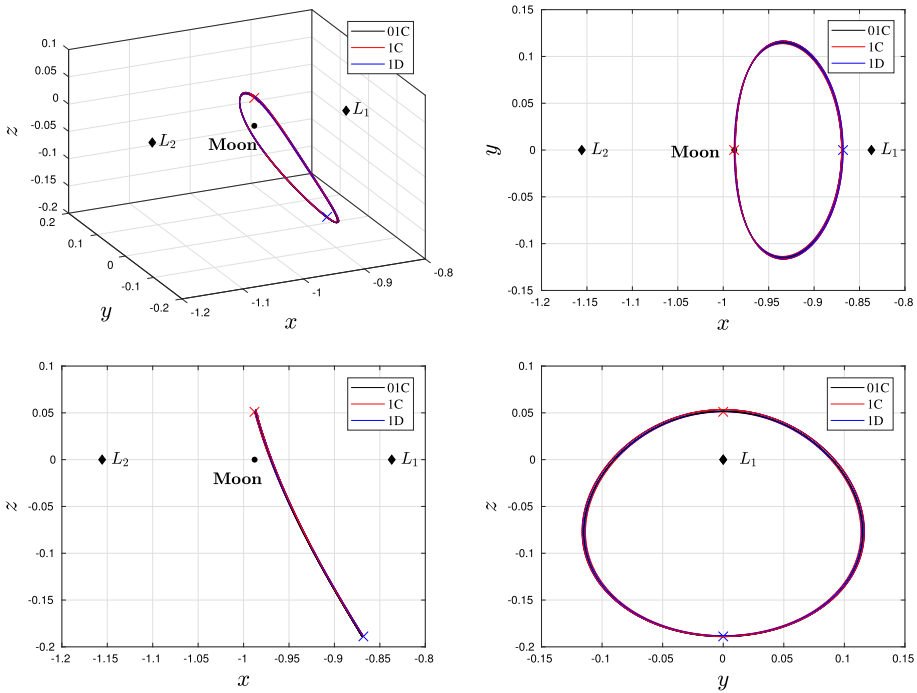 0.1
0.05
0
-0.05
-0.1
-0.15
-0.2
z
0.2
0.1
0
-0.1
-0.2
y
-1.2
-1.1
-1
-0.9
-0.8
x
L2
Moon
L1
01C
1C
1D
0.15
0.1
0.05
0
-0.05
-0.1
-0.15
y
-1.2
-1.15
-1.1
-1.05
-1
-0.95
-0.9
-0.85
-0.8
x
L2
Moon
L1
01C
1C
1D
0.1
0.05
0
-0.05
-0.1
-0.15
-0.2
z
-1.2
-1.15
-1.1
-1.05
-1
-0.95
-0.9
-0.85
-0.8
x
L2
Moon
L1
01C
1C
1D
0.1
0.05
0
-0.05
-0.1
-0.15
-0.2
z
-0.15
-0.1
-0.05
0
0.05
0.1
0.15
y
L1
01C
1C
1D